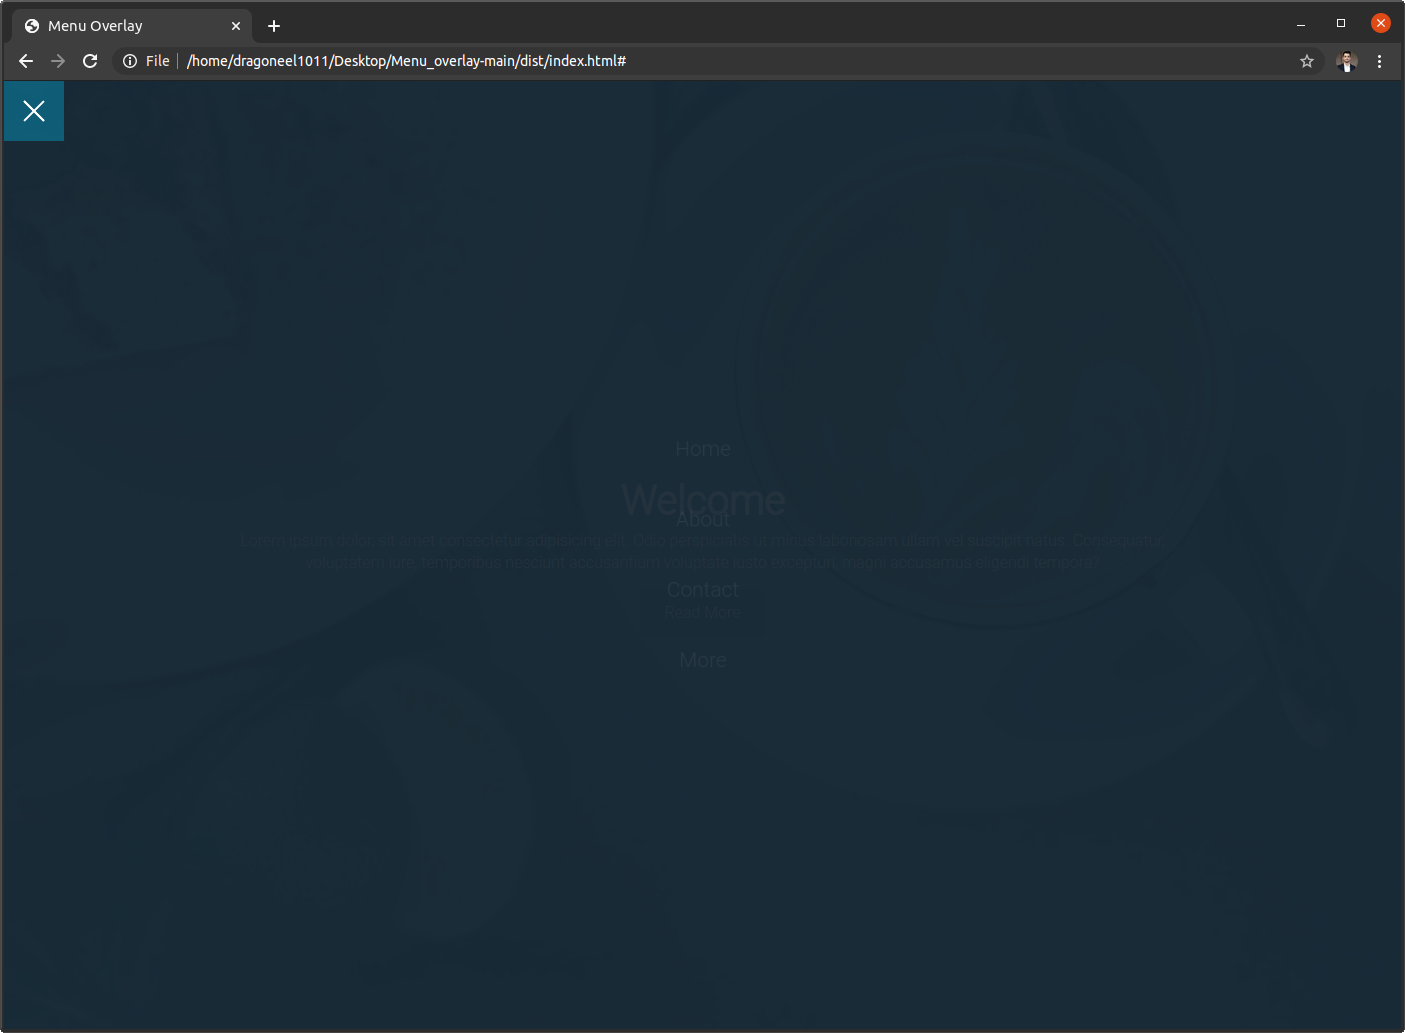 Menu Overlay
File
/home/dragoneel1011/Desktop/Menu_overlay-main/dist/index.html#
Home
Welcome
About
Lorem ipsum dolor, sit amet consectetur adipisicing elit. Odio perspiciatis ut minus laboriosam ullam vel suscipit natus. Consequatur,
voluptatem iure, temporibus nesciunt accusantium voluptate iusto excepturi, magni accusamus eligendi tempora?
Contact
Read More
More